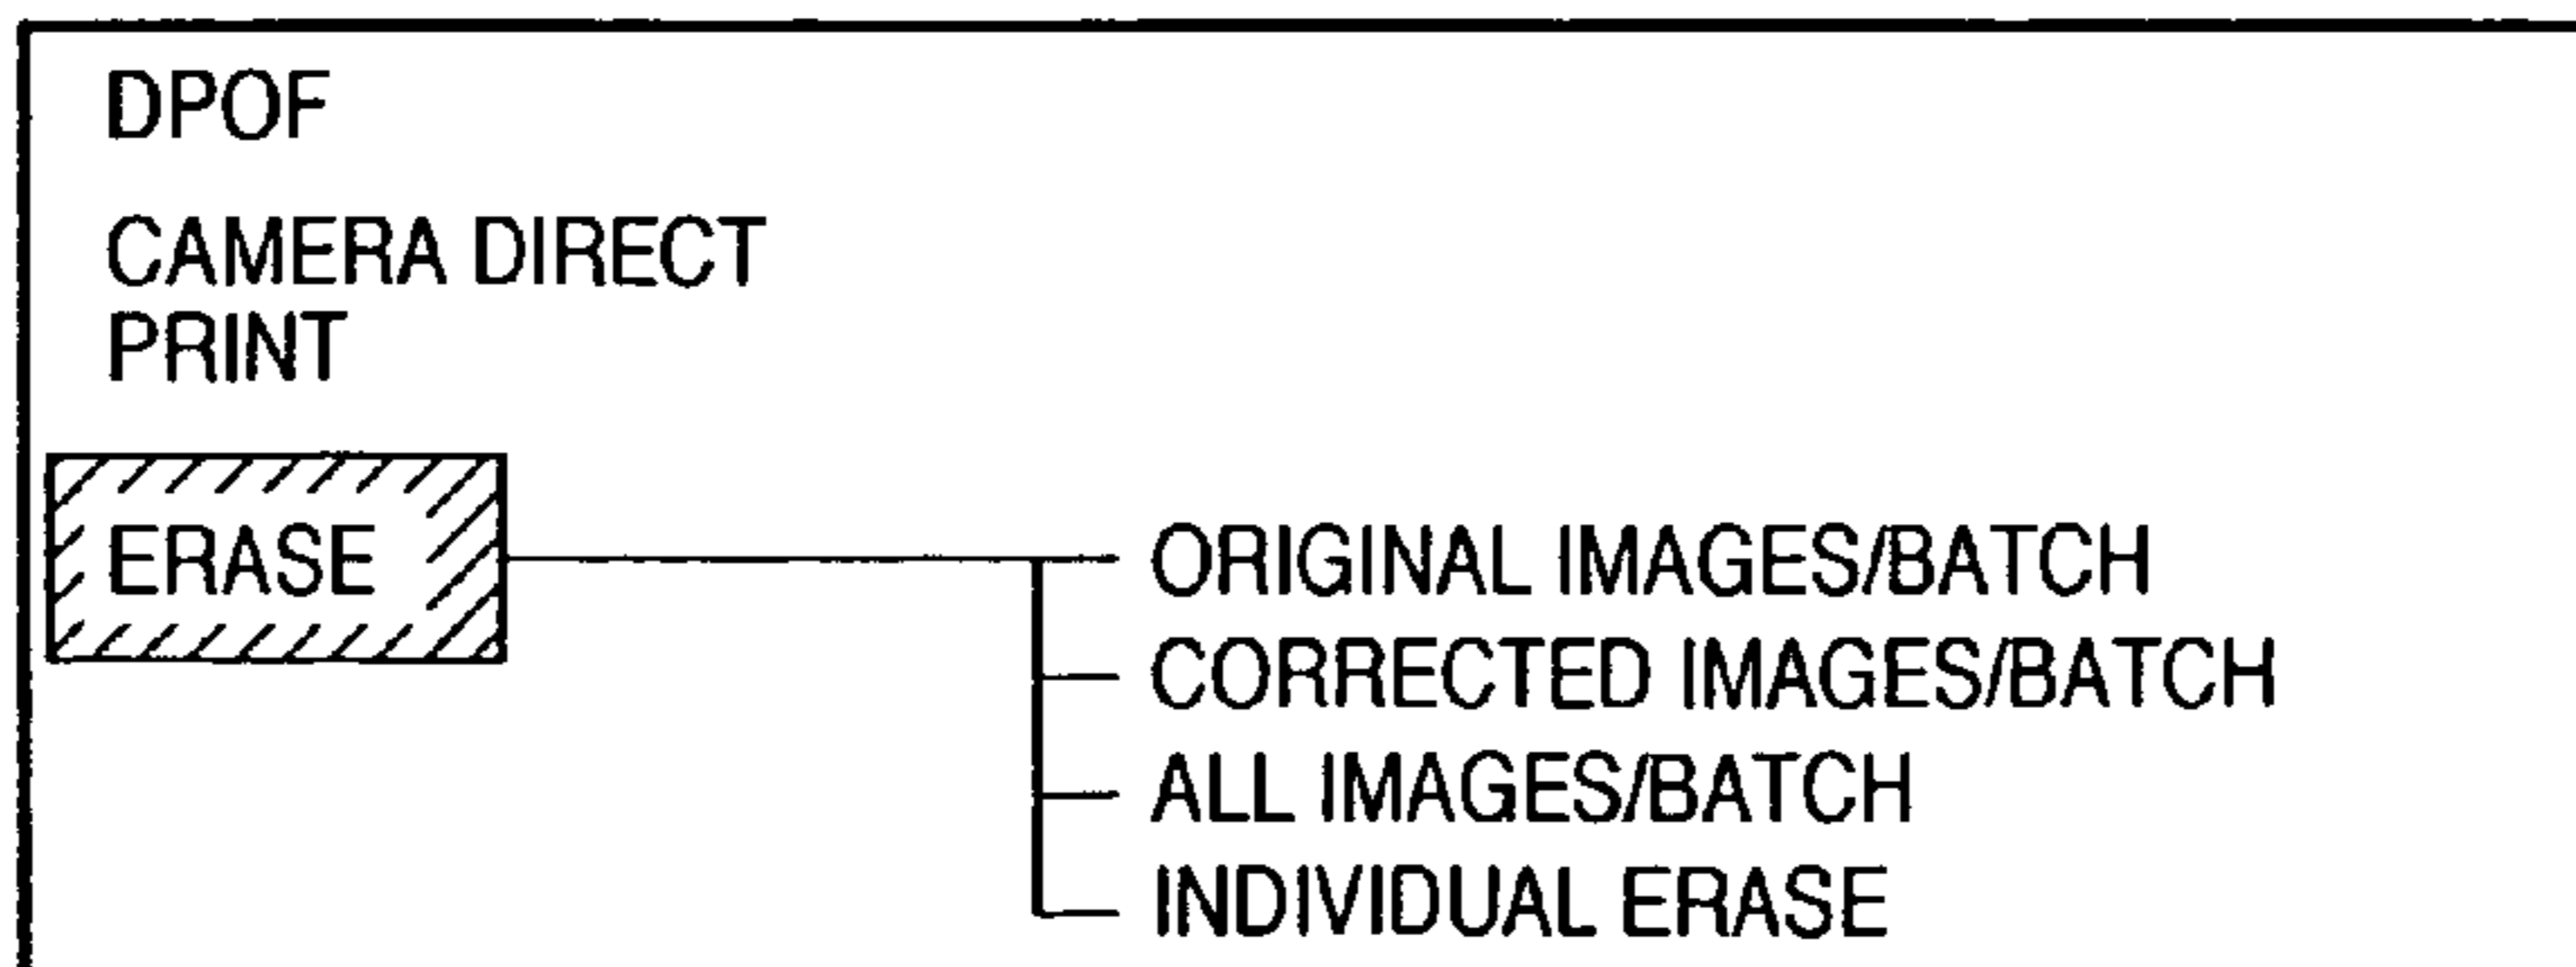 DPOF
CAMERA DIRECT
PRINT
ERASE
ORIGINAL IMAGES/BATCH
CORRECTED IMAGES/BATCH
ALL IMAGES/BATCH
INDIVIDUAL ERASE